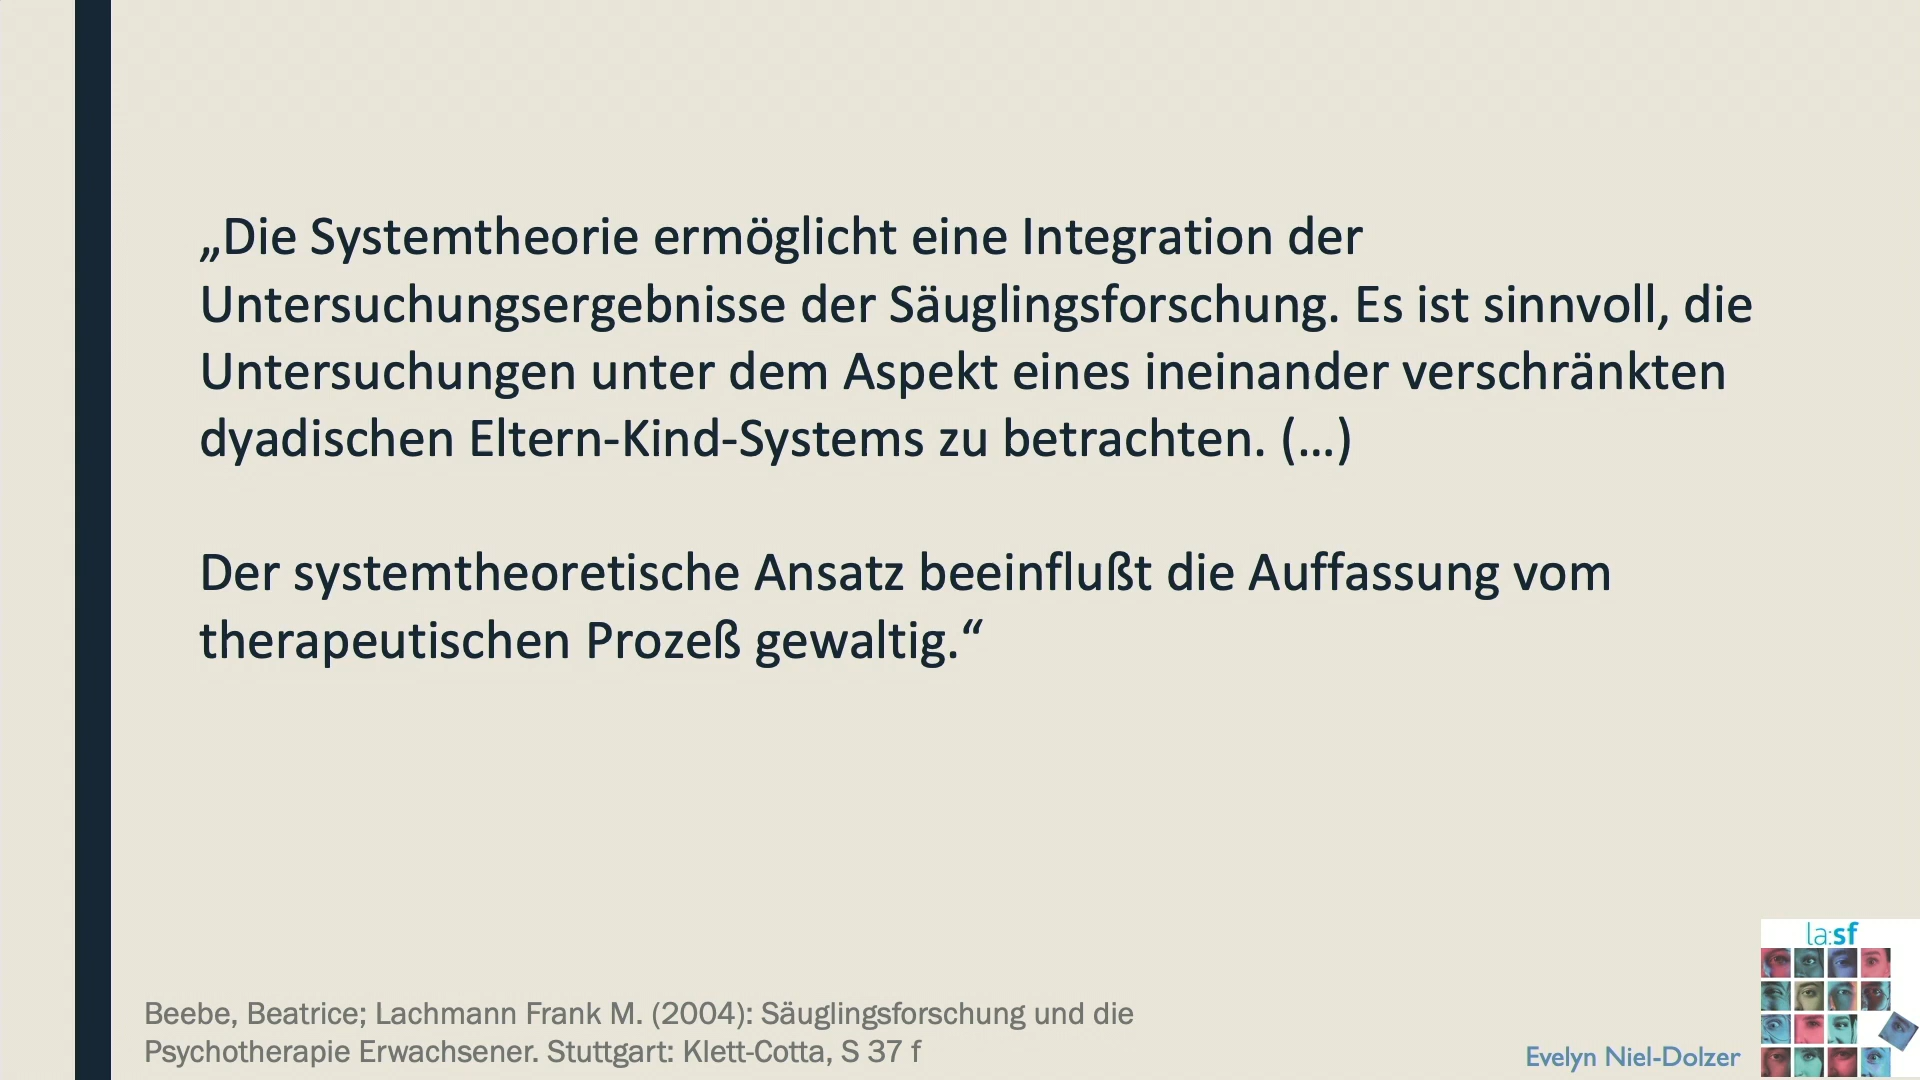 „Die Systemtheorie ermöglicht eine Integration der
Untersuchungsergebnisse der Säuglingsforschung. Es ist sinnvoll, die
Untersuchungen unter dem Aspekt eines ineinander verschränkten
dyadischen Eltern-Kind-Systems zu betrachten. (…)
Der systemtheoretische Ansatz beeinflußt die Auffassung vom
therapeutischen Prozeß gewaltig.“
Beebe, Beatrice; Lachmann Frank M. (2004): Säuglingsforschung und die
Psychotherapie Erwachsener. Stuttgart: Klett-Cotta, S 37 f
Evelyn Niel-Dolzer
la:sf